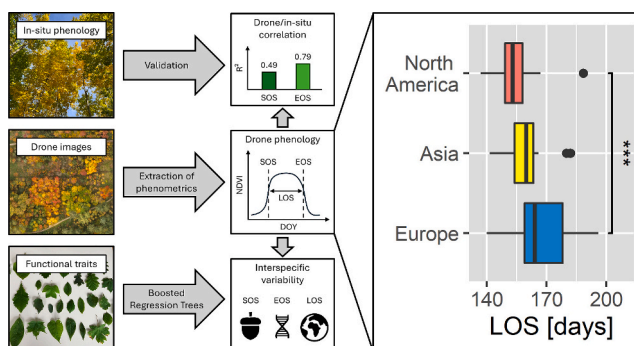 In-situ phenology
Validation
Drone/in-situ
correlation
R²
0.49
0.79
SOS
EOS
Drone images
Extraction of
phenometrics
Drone phenology
SOS
EOS
NDVI
LOS
DOY
Functional traits
Boosted
Regression Trees
Interspecific
variability
SOS
EOS
LOS
North
America
Asia
Europe
***
140
170
200
LOS [days]